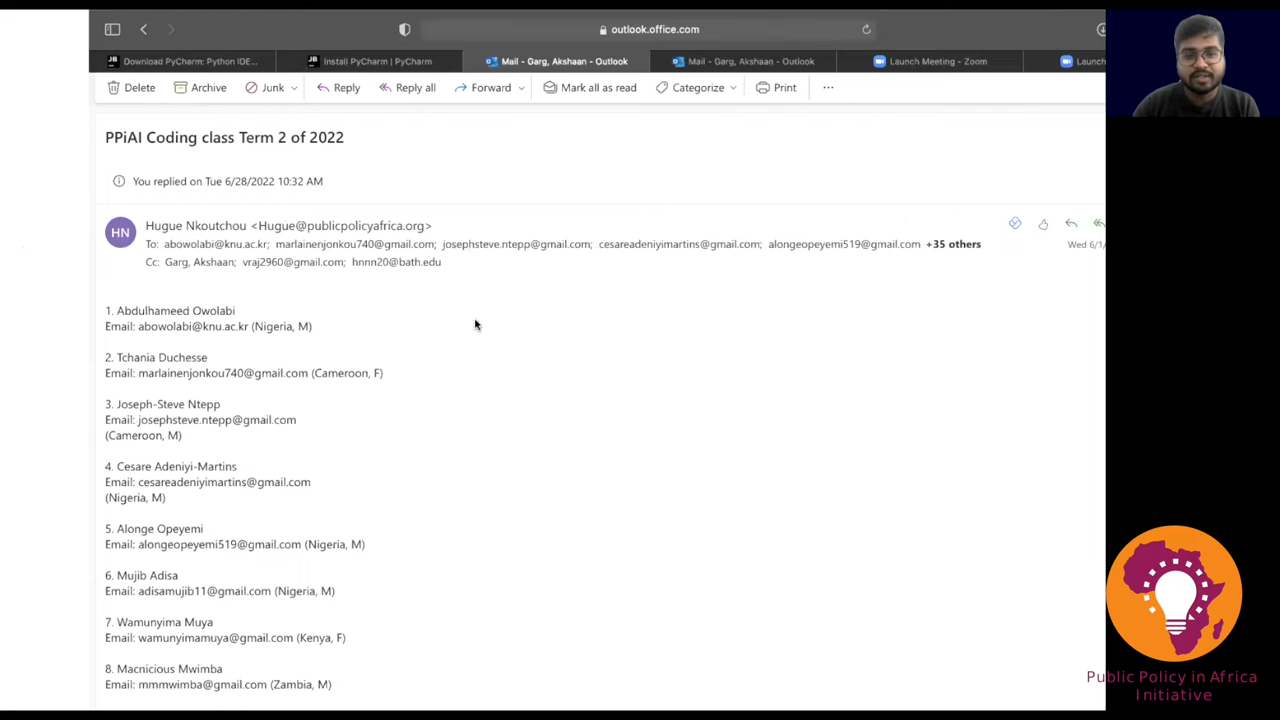 outlook.office.com
JB Download PyCharm: Python IDE...
JB Install PyCharm | PyCharm
Mail - Garg, Akshaan - Outlook
Mail - Garg, Akshaan - Outlook
Launch Meeting - Zoom
Launch
Delete Archive Junk Reply Reply all Forward Mark all as read Categorize Print ...
PPiAI Coding class Term 2 of 2022
You replied on Tue 6/28/2022 10:32 AM
HN
Hugue Nkoutchou <Hugue@publicpolicyafrica.org>
To: abowolabi@knu.ac.kr; marlainenjonkou740@gmail.com; josephsteve.ntepp@gmail.com; cesareadeniyimartins@gmail.com; alongeopeyemi519@gmail.com +35 others
Wed 6/1/
Cc: Garg, Akshaan; vraj2960@gmail.com; hnnn20@bath.edu
1. Abdulhameed Owolabi
Email: abowolabi@knu.ac.kr (Nigeria, M)
2. Tchania Duchesse
Email: marlainenjonkou740@gmail.com (Cameroon, F)
3. Joseph-Steve Ntepp
Email: josephsteve.ntepp@gmail.com
(Cameroon, M)
4. Cesare Adeniyi-Martins
Email: cesareadeniyimartins@gmail.com
(Nigeria, M)
5. Alonge Opeyemi
Email: alongeopeyemi519@gmail.com (Nigeria, M)
6. Mujib Adisa
Email: adisamujib11@gmail.com (Nigeria, M)
7. Wamunyima Muya
Email: wamunyimamuya@gmail.com (Kenya, F)
8. Macnicious Mwimba
Email: mmmwimba@gmail.com (Zambia, M)
Public Policy in Africa
Initiative